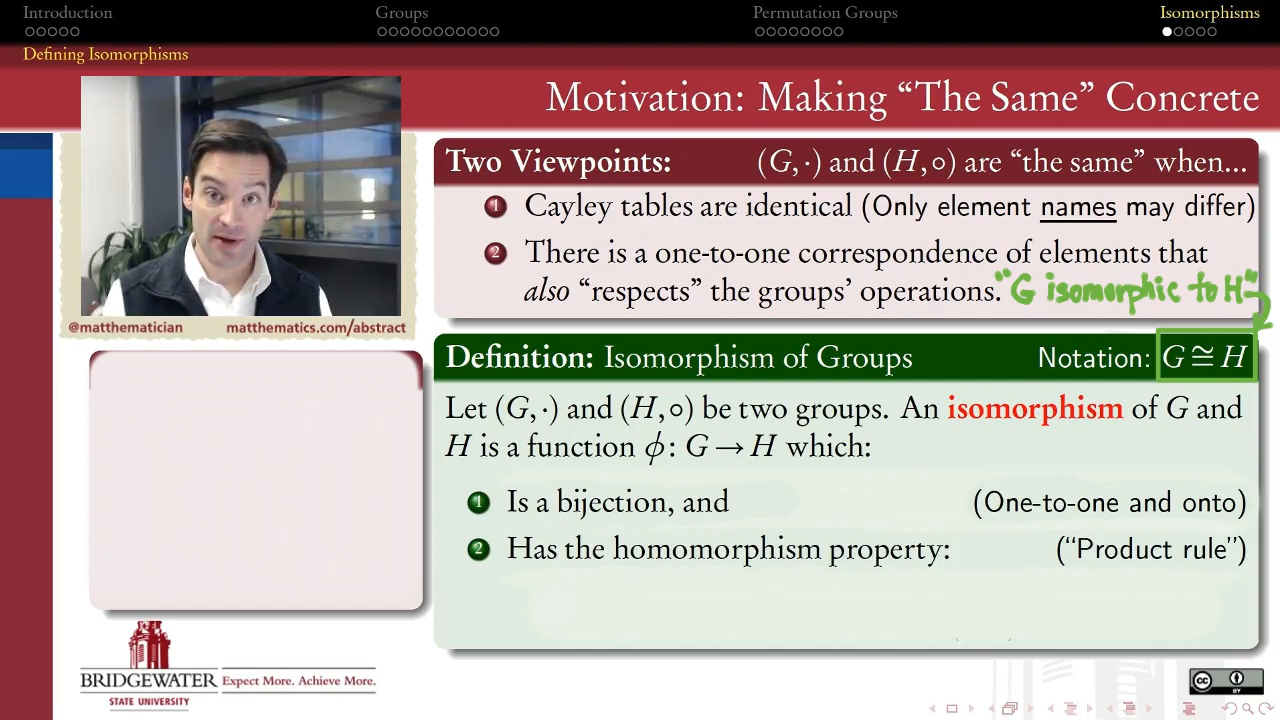 Introduction
Groups
Permutation Groups
Isomorphisms
Defining Isomorphisms
Motivation: Making “The Same” Concrete
Two Viewpoints: (G, ·) and (H, ∘) are “the same” when...
1 Cayley tables are identical (Only element names may differ)
2 There is a one-to-one correspondence of elements that
also “respects” the groups’ operations. "G isomorphic to H"
@matthematician matthematics.com/abstract
Definition: Isomorphism of Groups Notation: G ≅ H
Let (G, ·) and (H, ∘) be two groups. An isomorphism of G and
H is a function ϕ: G → H which:
1 Is a bijection, and (One-to-one and onto)
2 Has the homomorphism property: (“Product rule”)
BRIDGEWATER
STATE UNIVERSITY
Expect More. Achieve More.
cc
BY